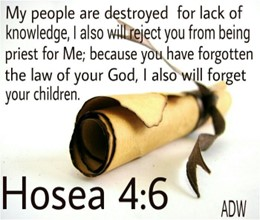 My people are destroyed for lack of
knowledge, I also will reject you from being
priest for Me; because you have forgotten
the law of your God, I also will forget
your children.
Hosea 4:6
ADW